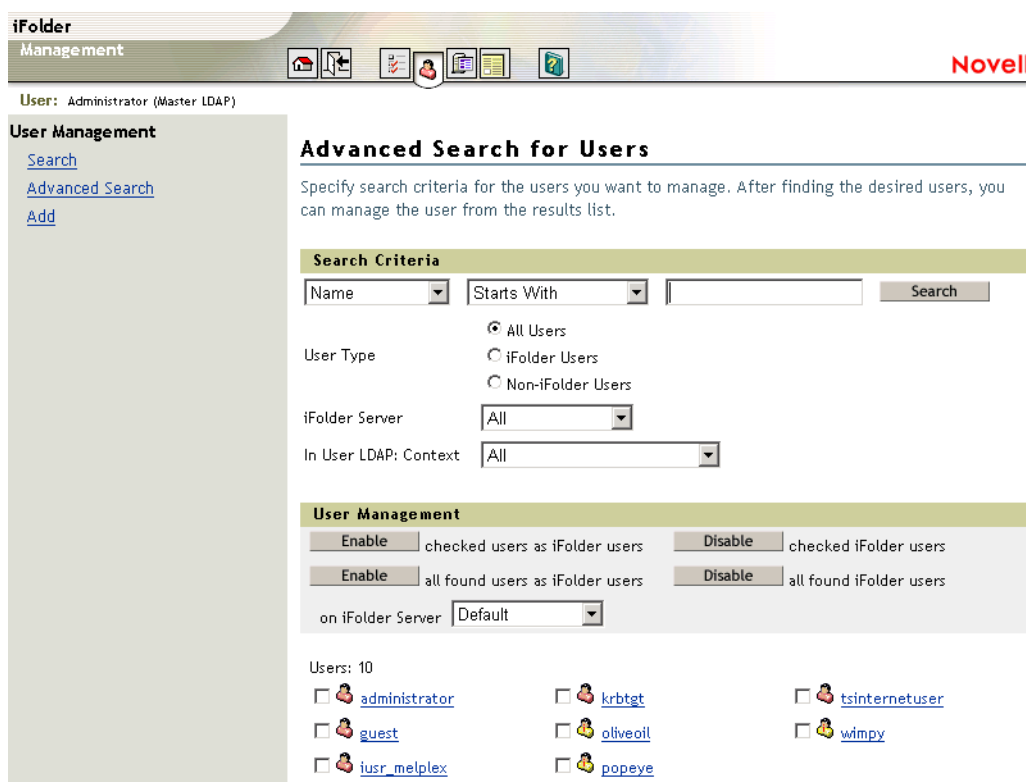 iFolder
Management
Novell
User: Administrator (Master LDAP)
User Management
Search
Advanced Search
Add
Advanced Search for Users
Specify search criteria for the users you want to manage. After finding the desired users, you
can manage the user from the results list.
Search Criteria
Name Starts With Search
All Users
User Type iFolder Users
Non-iFolder Users
iFolder Server All
In User LDAP: Context All
User Management
Enable checked users as iFolder users Disable checked iFolder users
Enable all found users as iFolder users Disable all found iFolder users
on iFolder Server Default
Users: 10
administrator krbtgt tsinternetuser
guest oliveoil wimpy
iusr_melplex popeye